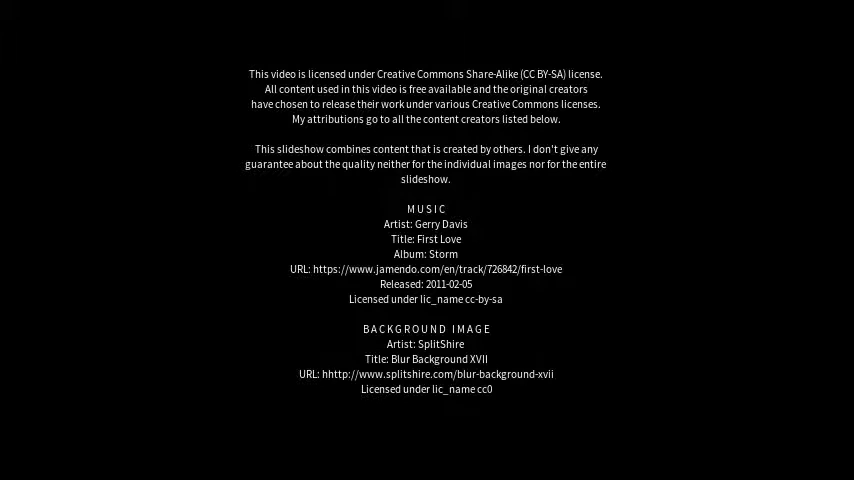 This video is licensed under Creative Commons Share-Alike (CC BY-SA) license.
All content used in this video is free available and the original creators
have chosen to release their work under various Creative Commons licenses.
My attributions go to all the content creators listed below.
This slideshow combines content that is created by others. I don't give any
guarantee about the quality neither for the individual images nor for the entire
slideshow.
MUSIC
Artist: Gerry Davis
Title: First Love
Album: Storm
URL: https://www.jamendo.com/en/track/726842/first-love
Released: 2011-02-05
Licensed under lic_name cc-by-sa
BACKGROUND IMAGE
Artist: SplitShire
Title: Blur Background XVII
URL: hhttp://www.splitshire.com/blur-background-xvii
Licensed under lic_name cc0